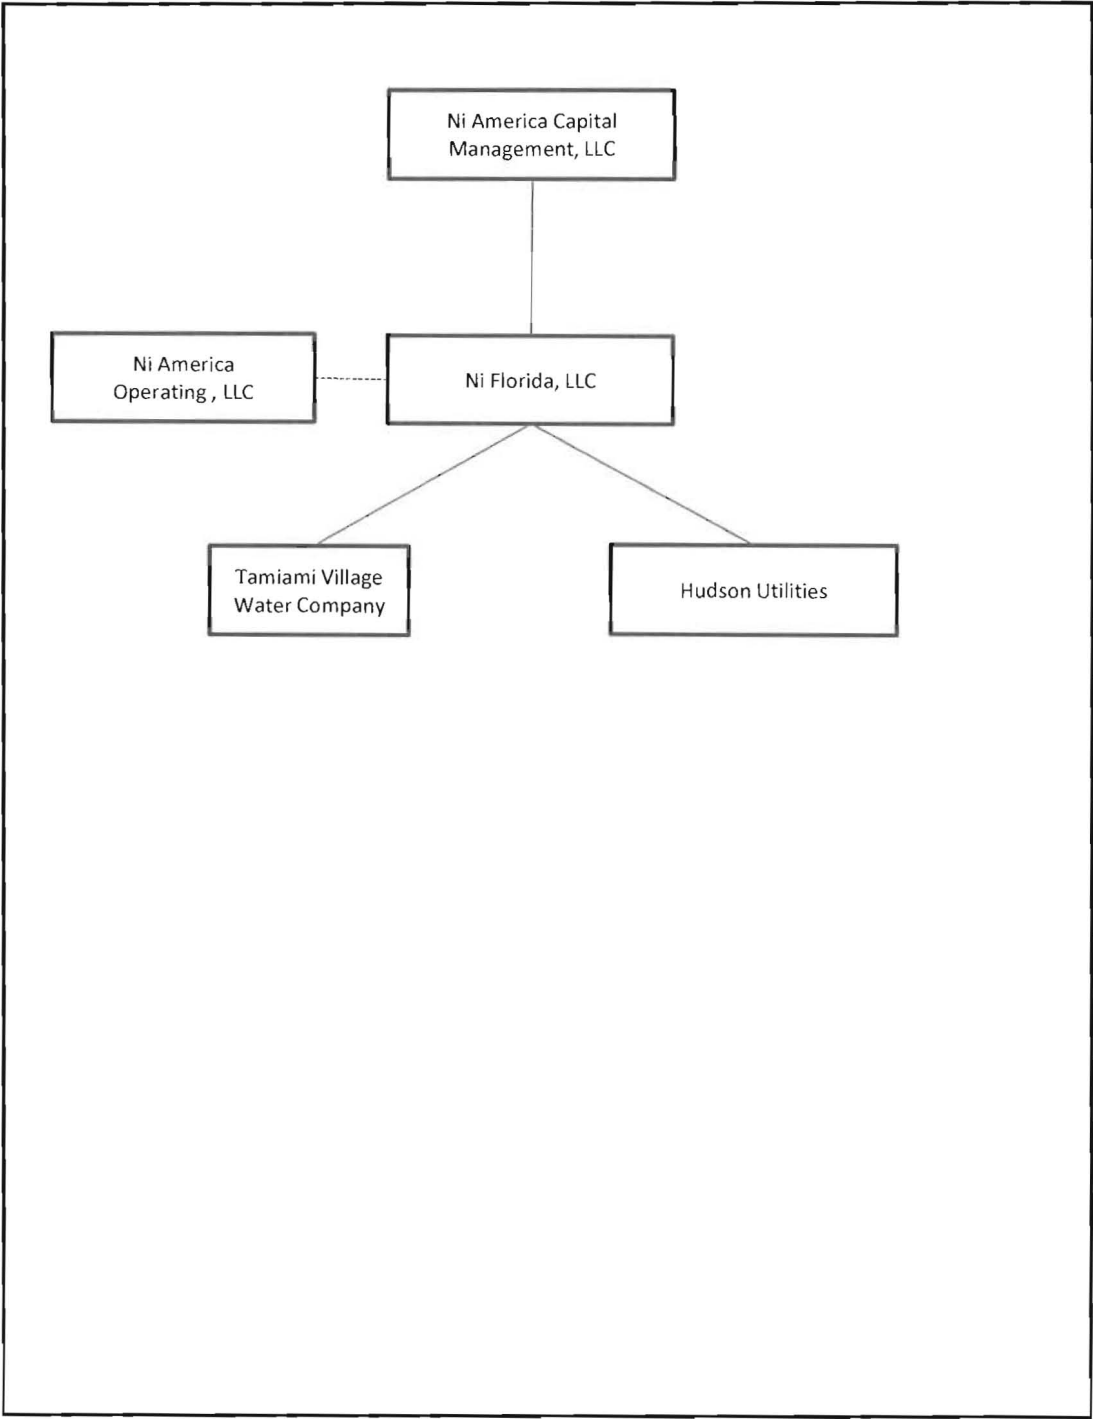 Ni America Capital
Management, LLC
Ni America
Operating , LLC
Ni Florida, LLC
Tamiami Village
Water Company
Hudson Utilities